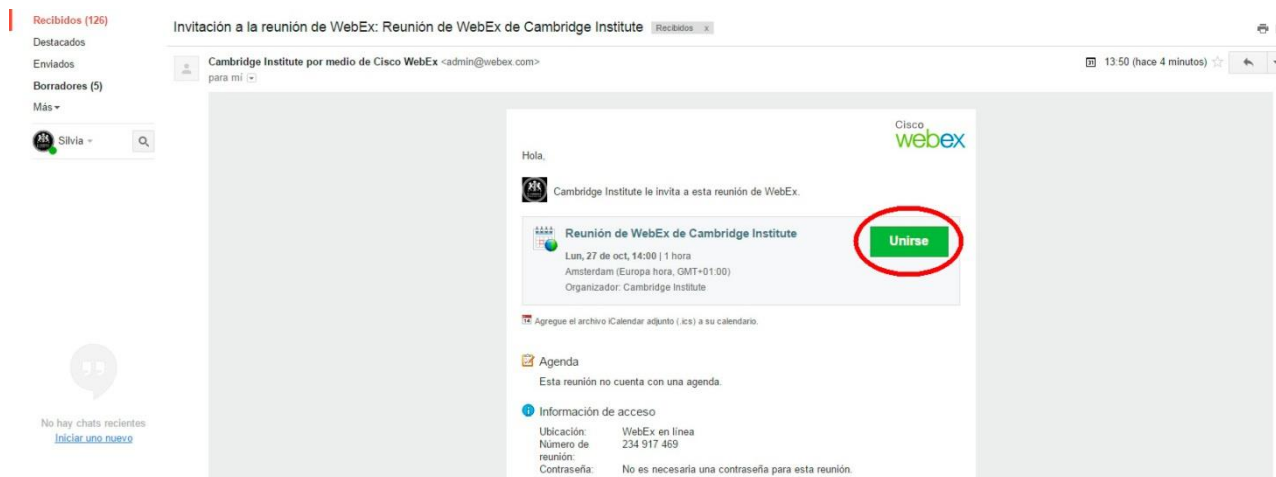 Recibidos (126)
Destacados
Enviados
Borradores (5)
Más
Silvia
No hay chats recientes
Iniciar uno nuevo
Invitación a la reunión de WebEx: Reunión de WebEx de Cambridge Institute Recibidos x
Cambridge Institute por medio de Cisco WebEx <admin@webex.com>
para mí
31 13:50 (hace 4 minutos)
Cisco
webex
Hola,
Cambridge Institute le invita a esta reunión de WebEx.
Reunión de WebEx de Cambridge Institute
Lun, 27 de oct, 14:00 | 1 hora
Amsterdam (Europa hora, GMT+01:00)
Organizador: Cambridge Institute
Unirse
14 Agregue el archivo iCalendar adjunto (.ics) a su calendario.
Agenda
Esta reunión no cuenta con una agenda.
Información de acceso
Ubicación: WebEx en línea
Número de reunión: 234 917 469
Contraseña: No es necesaria una contraseña para esta reunión.